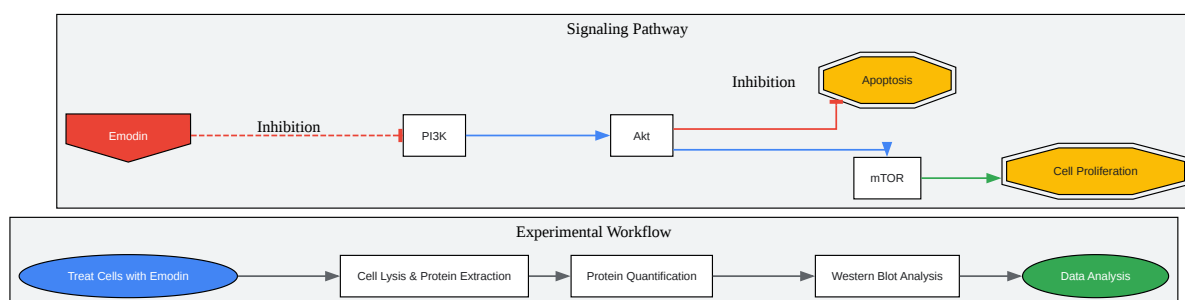 Signaling Pathway
Inhibition
Apoptosis
Emodin
Inhibition
PI3K
Akt
mTOR
Cell Proliferation
Experimental Workflow
Treat Cells with Emodin
Cell Lysis & Protein Extraction
Protein Quantification
Western Blot Analysis
Data Analysis